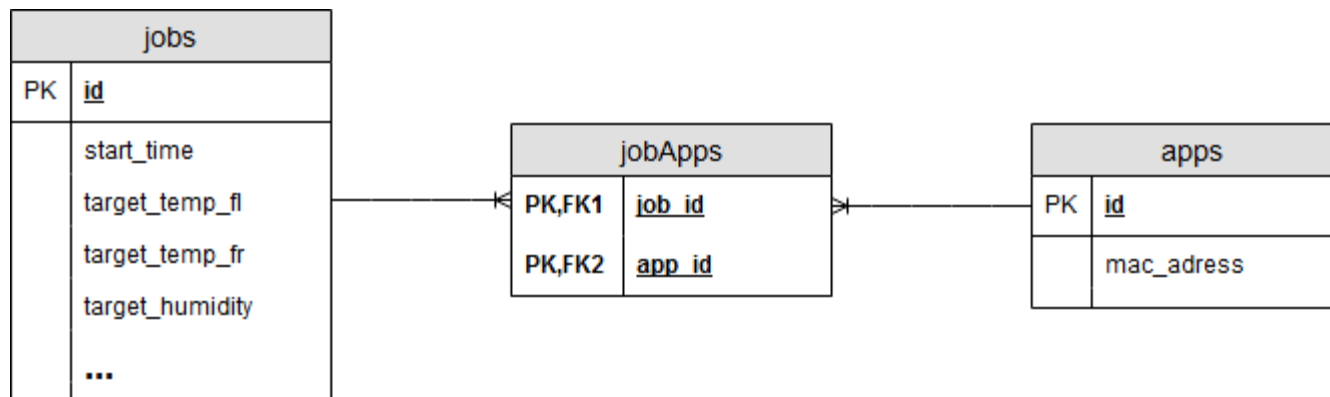 jobs
PK id
start_time
target_temp_fl
target_temp_fr
target_humidity
...
jobApps
PK,FK1 job_id
PK,FK2 app_id
apps
PK id
mac_adress